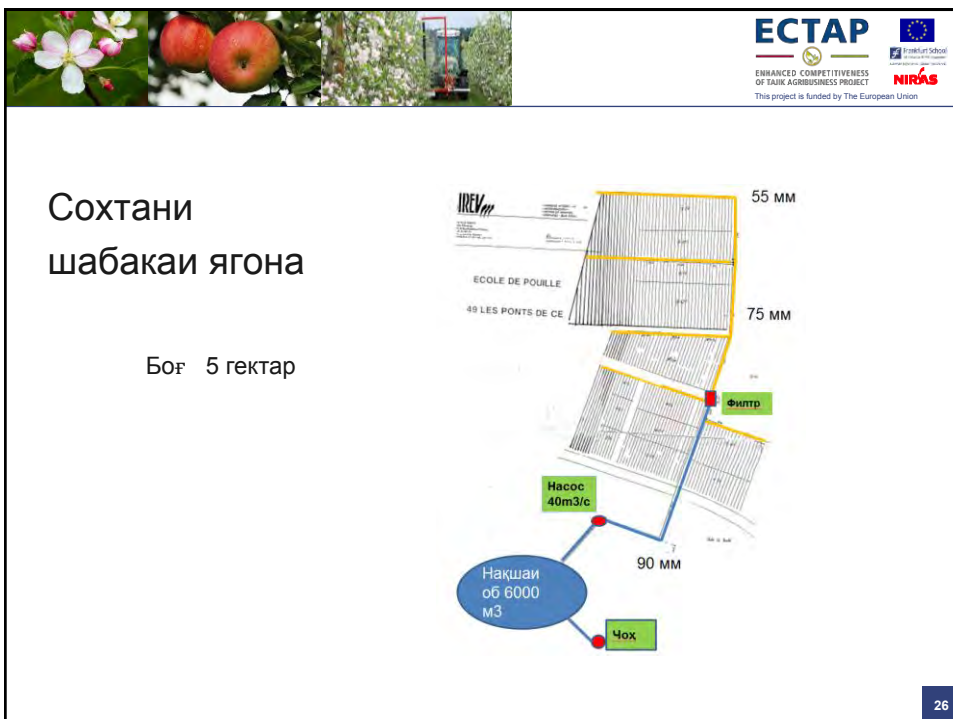 ECTAP
ENHANCED COMPETITIVENESS
OF TAJIK AGRIBUSINESS PROJECT
Frankfurt School
NIRAS
This project is funded by The European Union
Сохтани
шабакаи ягона
Боғ 5 гектар
IREV
ECOLE DE POUILLE
49 LES PONTS DE CE
55 мм
75 мм
Филтр
Насос
40m3/с
90 мм
Нақшаи
об 6000
м3
Чоҳ
26